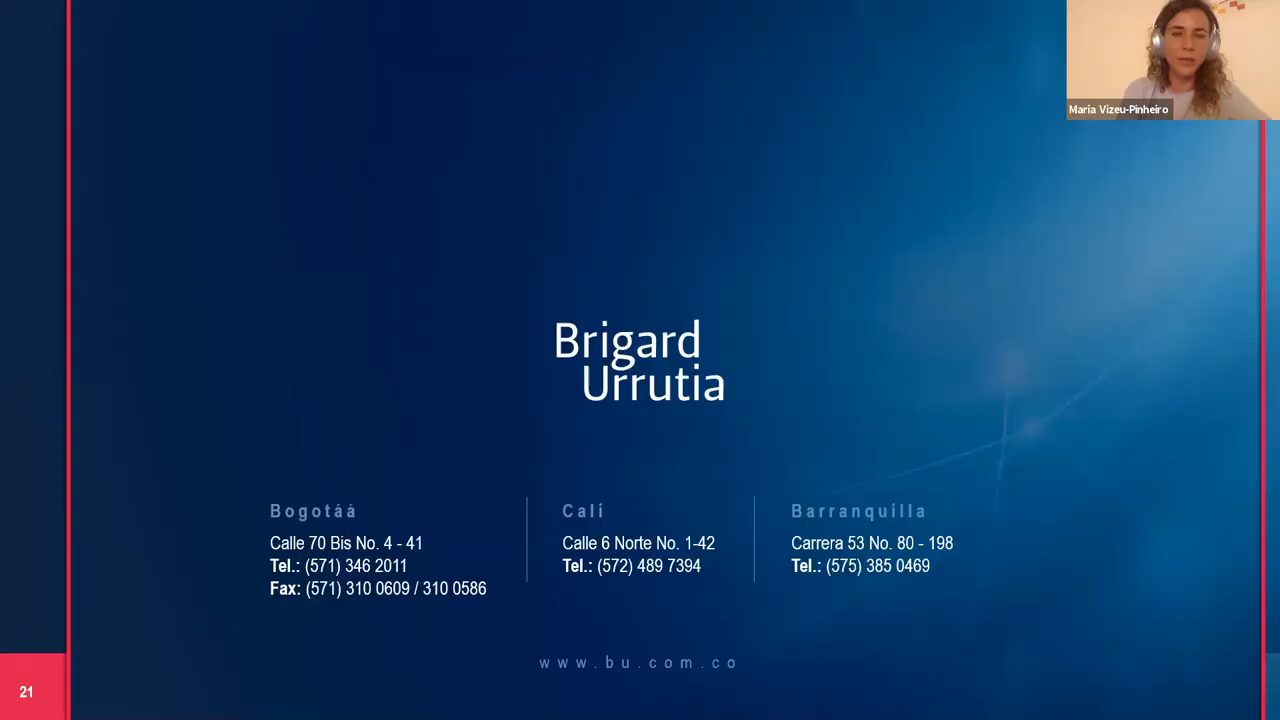 Maria Vizeu-Pinheiro
Brigard
Urrutia
Bogotáá
Calle 70 Bis No. 4 - 41
Tel.: (571) 346 2011
Fax: (571) 310 0609 / 310 0586
Cali
Calle 6 Norte No. 1-42
Tel.: (572) 489 7394
Barranquilla
Carrera 53 No. 80 - 198
Tel.: (575) 385 0469
www.bu.com.co
21